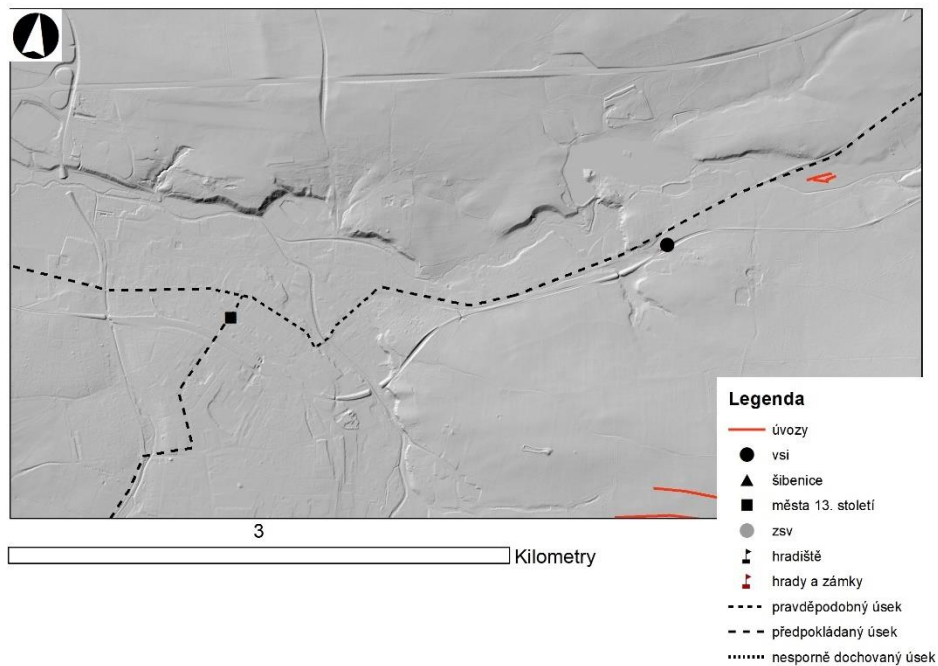 3
Kilometry
Legenda
úvozy
vsi
šibenice
města 13. století
zsv
hradiště
hrady a zámky
pravděpodobný úsek
předpokládaný úsek
nesporně dochovaný úsek